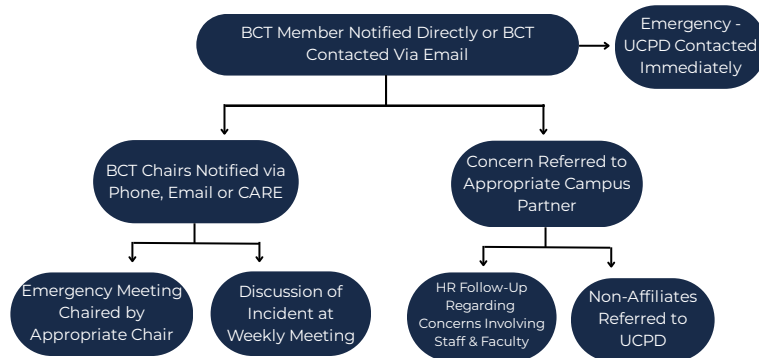 BCT Member Notified Directly or BCT
Contacted Via Email
Emergency -
UCPD Contacted
Immediately
BCT Chairs Notified via
Phone, Email or CARE
Concern Referred to
Appropriate Campus
Partner
Emergency Meeting
Chaired by
Appropriate Chair
Discussion of
Incident at
Weekly Meeting
HR Follow-Up
Regarding
Concerns Involving
Staff & Faculty
Non-Affiliates
Referred to
UCPD